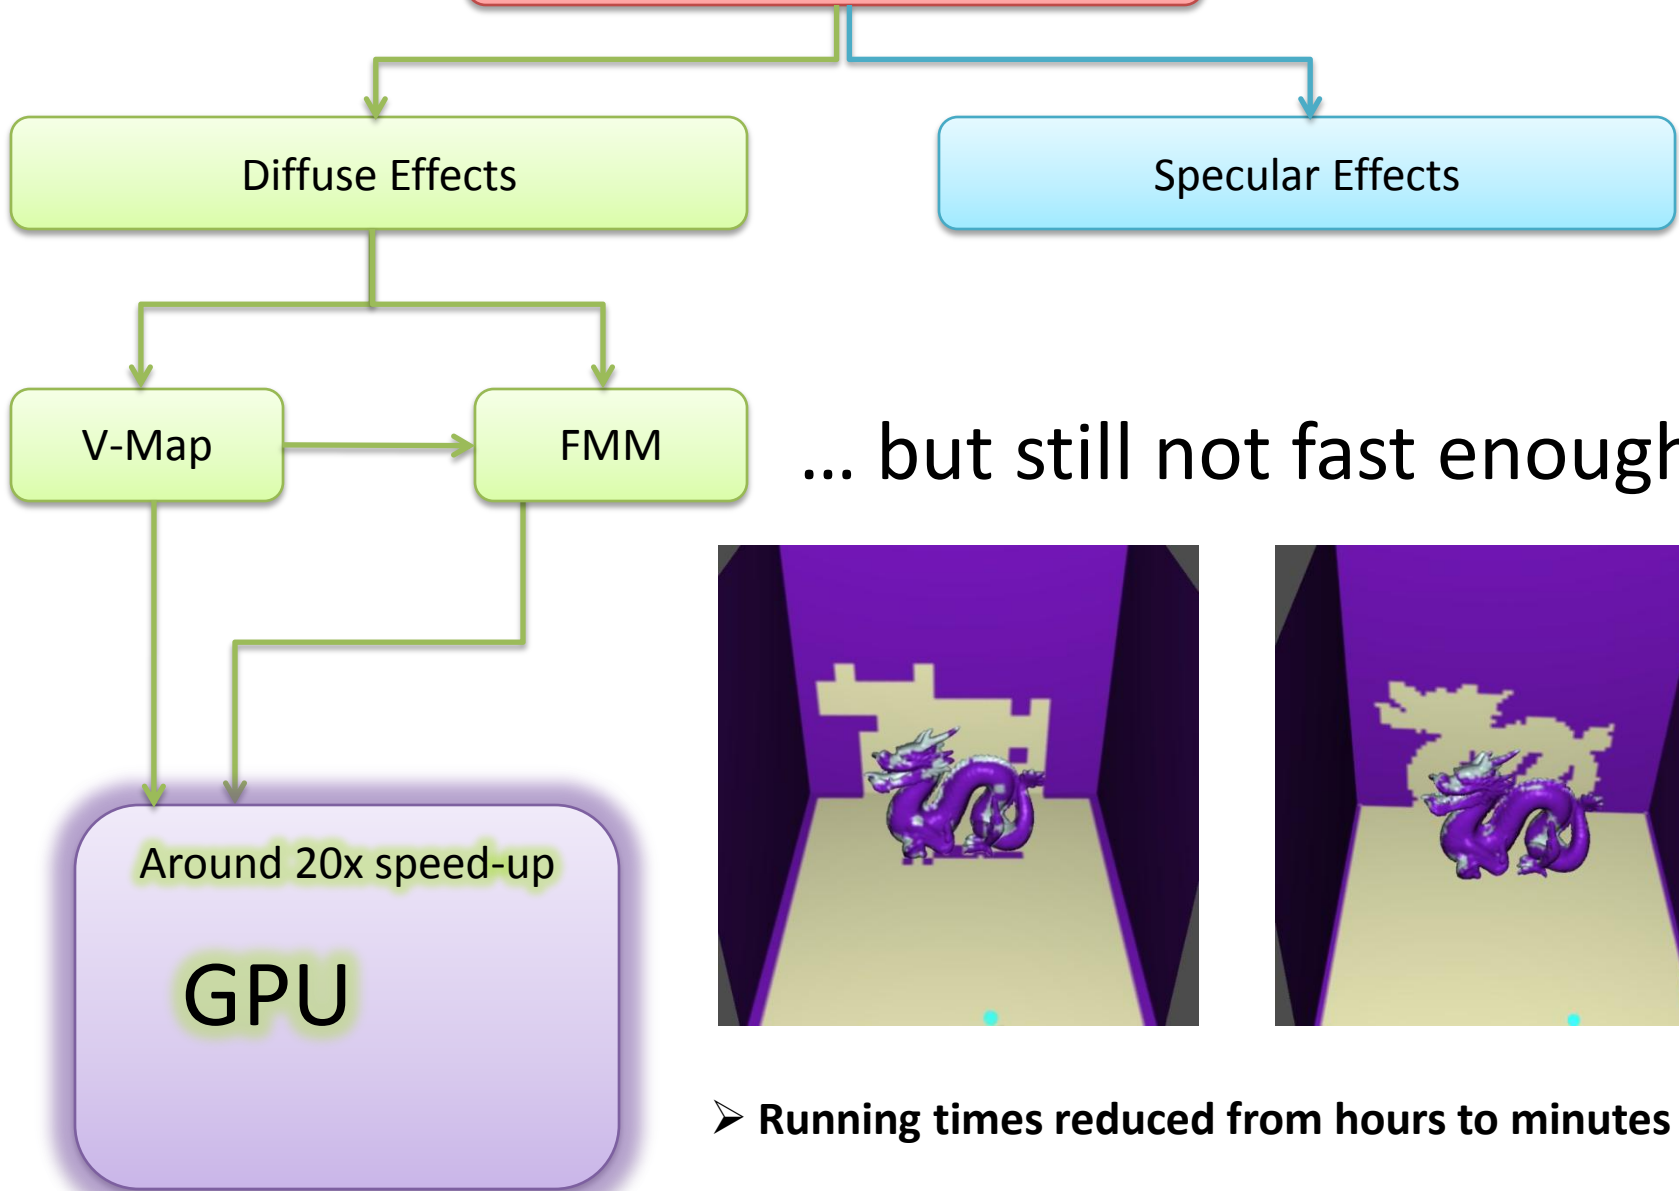 Diffuse Effects
Specular Effects
V-Map
FMM
... but still not fast enough
Around 20x speed-up
GPU
➢ Running times reduced from hours to minutes